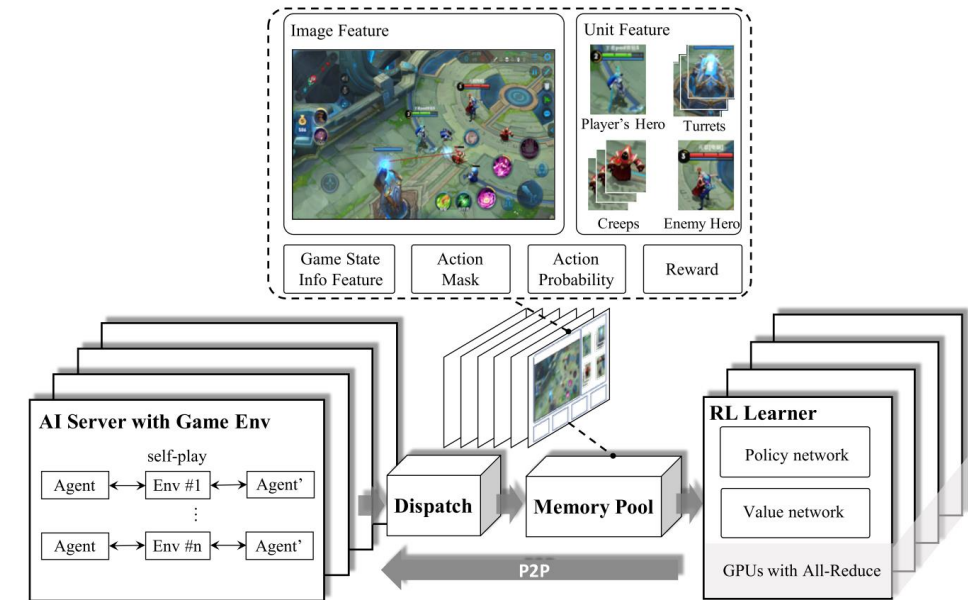 Image Feature
Unit Feature
Player's Hero
Turrets
Creeps
Enemy Hero
Game State
Info Feature
Action
Mask
Action
Probability
Reward
AI Server with Game Env
self-play
Agent
Env #1
Agent'
⋮
Agent
Env #n
Agent'
Dispatch
Memory Pool
RL Learner
Policy network
Value network
GPUs with All-Reduce
P2P